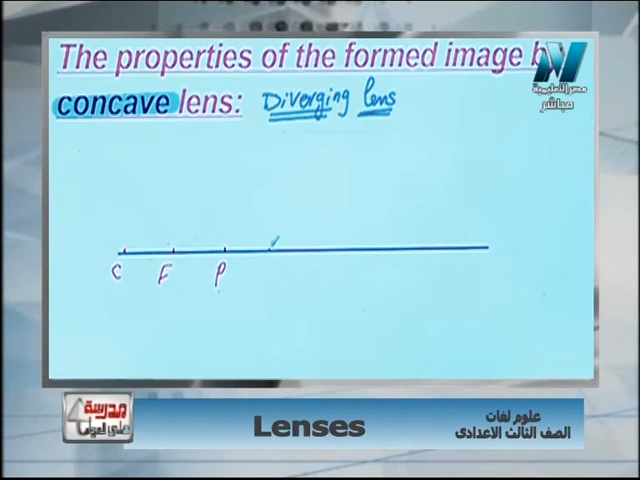 The properties of the formed image b
concave lens: Diverging lens
مصر التعليمية
مباشر
C F P
مدرسة
على الهواء
Lenses
علوم لغات
الصف الثالث الاعدادى